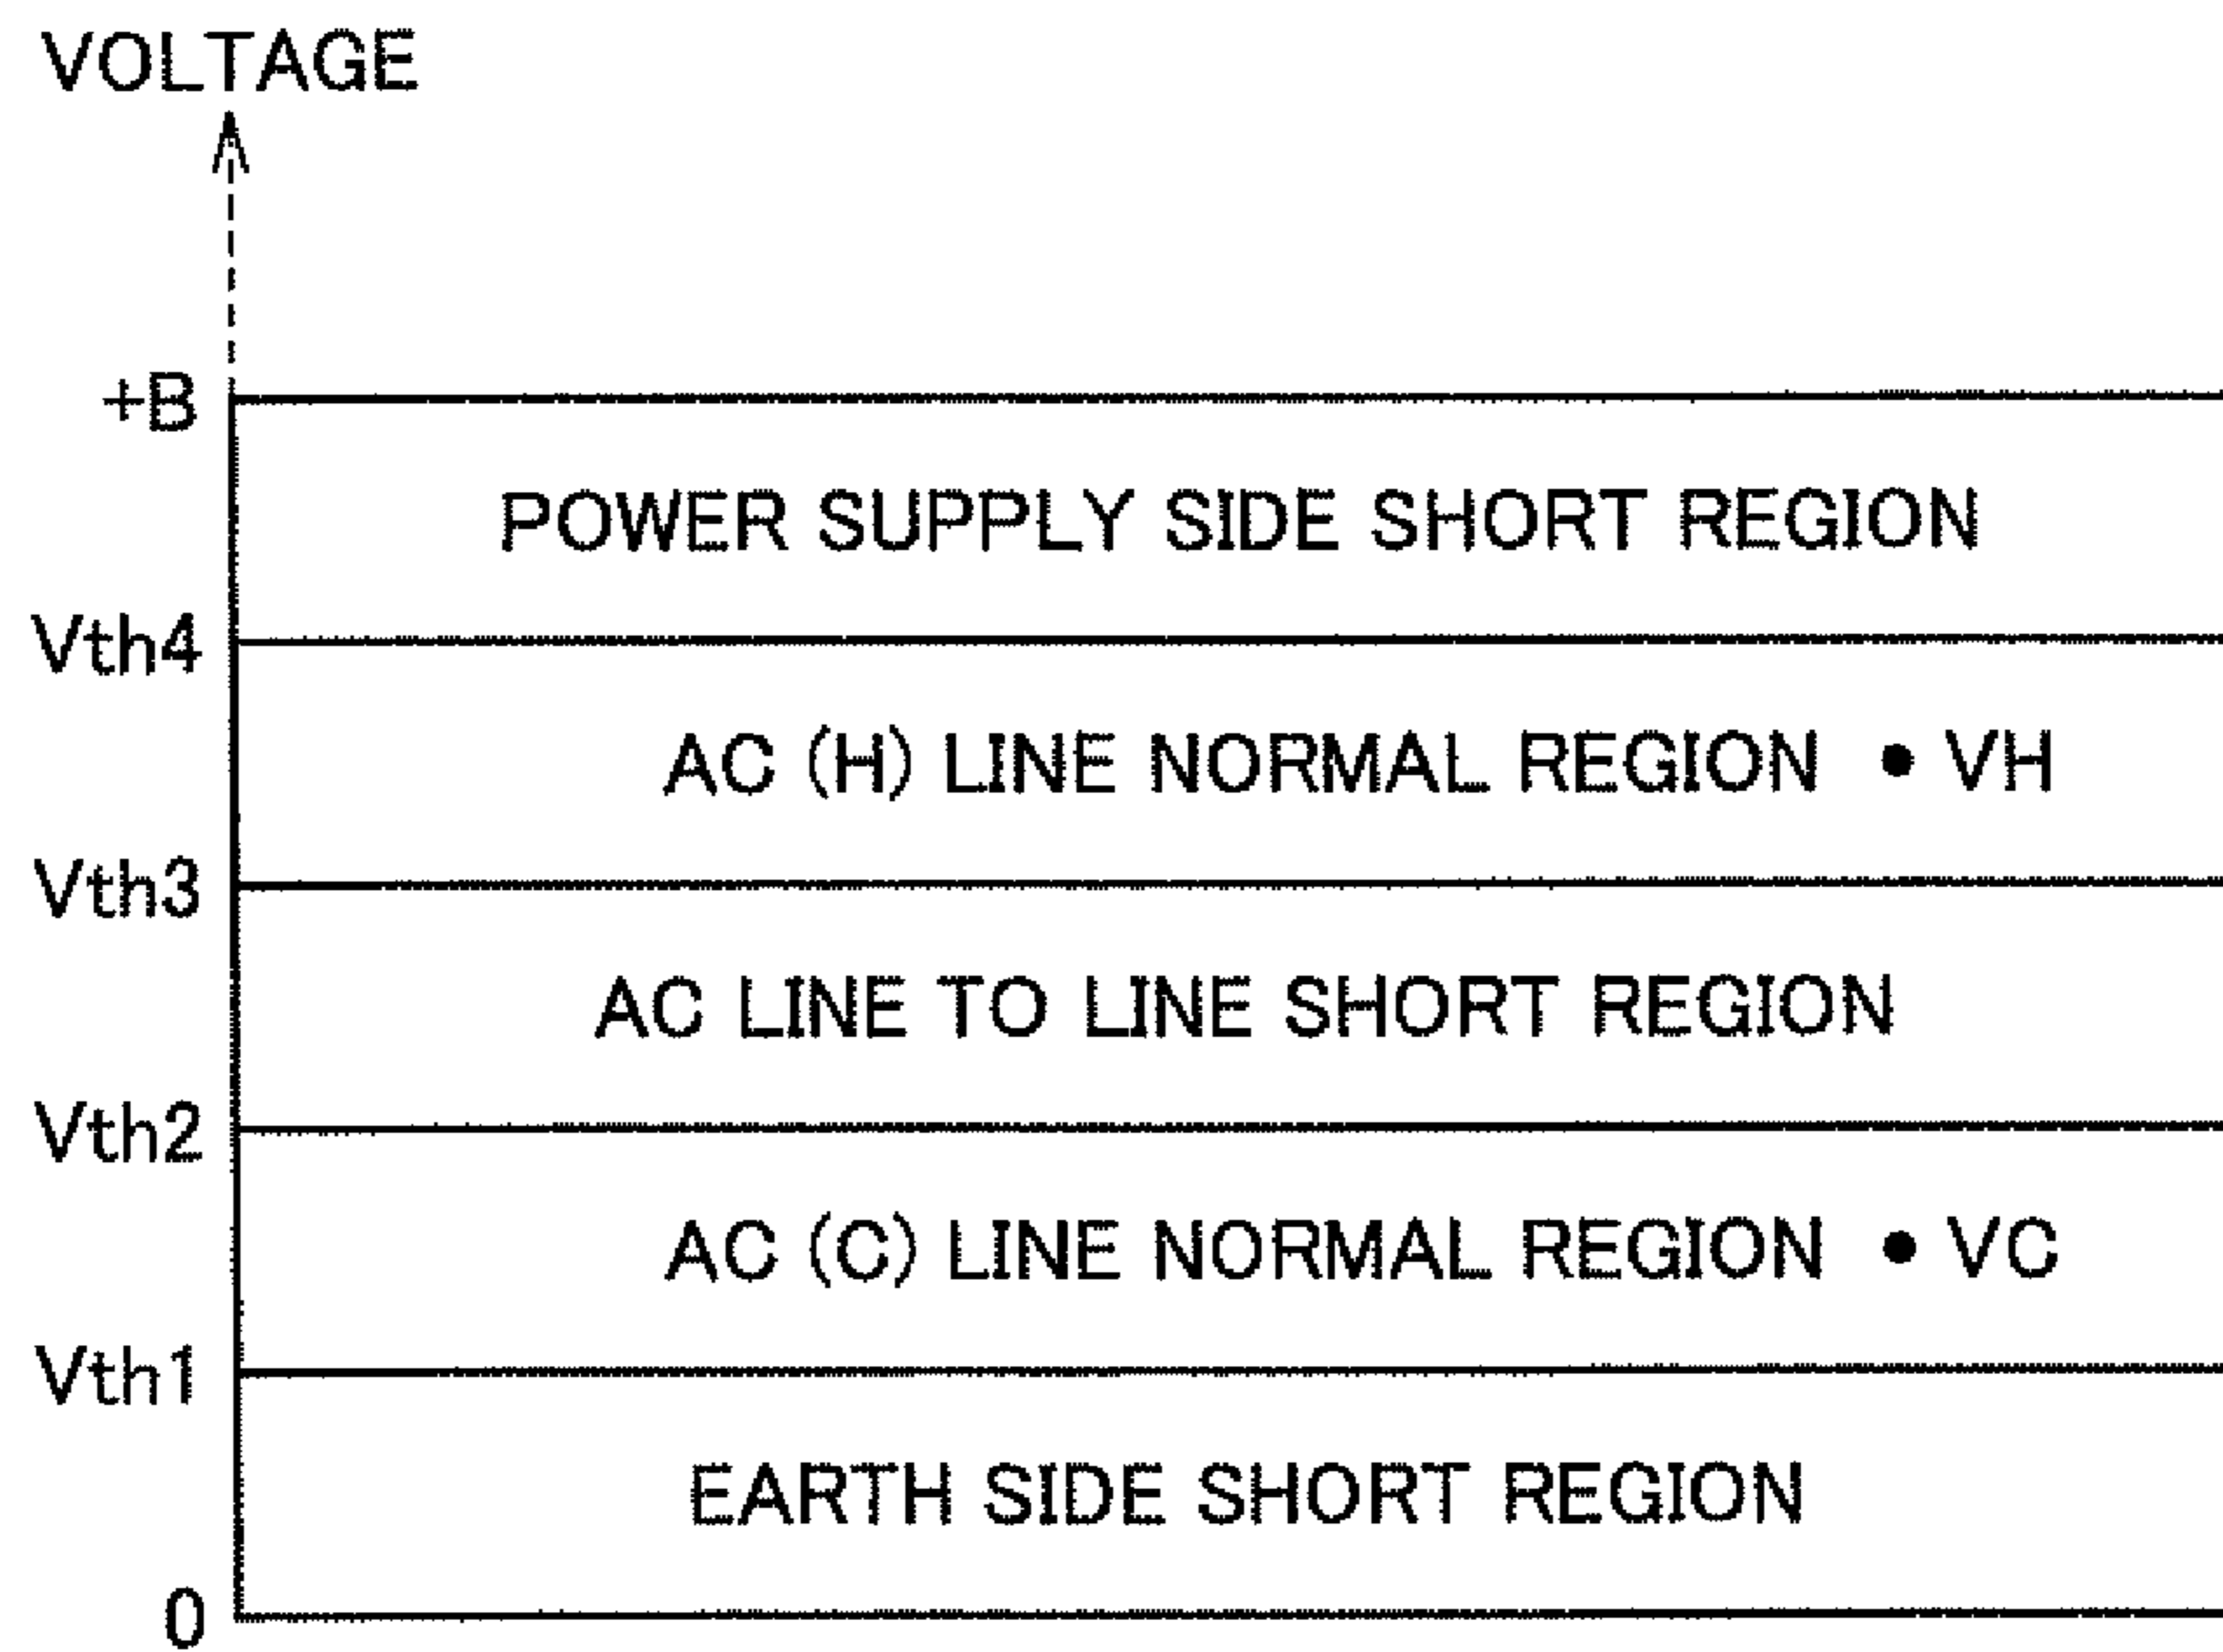 VOLTAGE
+B
POWER SUPPLY SIDE SHORT REGION
Vth4
AC (H) LINE NORMAL REGION ● VH
Vth3
AC LINE TO LINE SHORT REGION
Vth2
AC (C) LINE NORMAL REGION ● VC
Vth1
EARTH SIDE SHORT REGION
0